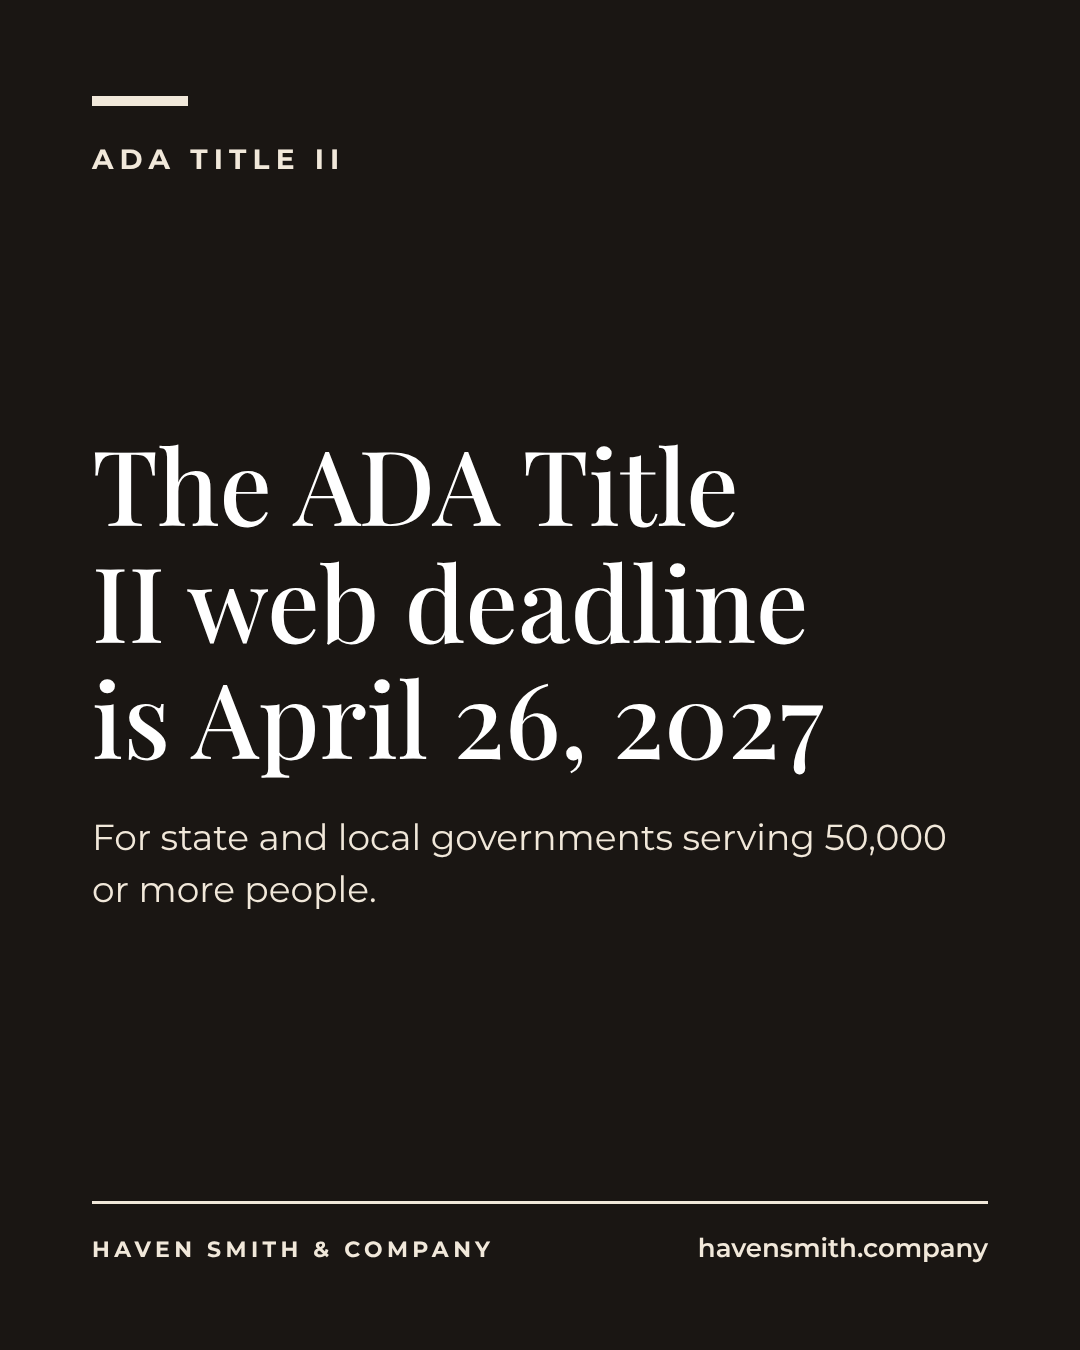 ADA TITLE II
The ADA Title
II web deadline
is April 26, 2027
For state and local governments serving 50,000
or more people.
HAVEN SMITH & COMPANY
havensmith.company